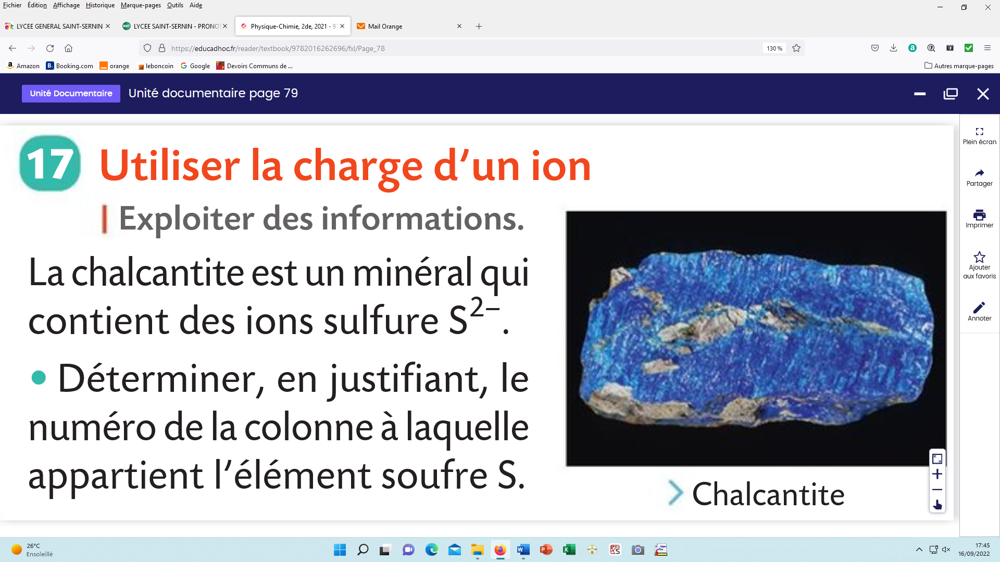 Fichier Édition Affichage Historique Marque-pages Outils Aide
LYCEE GENERAL SAINT-SERNIN
LYCEE SAINT-SERNIN - PRONOT
Physique-Chimie, 2de, 2021 - 97
Mail Orange
https://educadhoc.fr/reader/textbook/9782016262696/fxl/Page_78
130 %
Amazon
Booking.com
orange
leboncoin
Google
Devoirs Communs de ...
Autres marque-pages
Unité Documentaire
Unité documentaire page 79
17 Utiliser la charge d’un ion
Exploiter des informations.
La chalcantite est un minéral qui
contient des ions sulfure S²⁻.
• Déterminer, en justifiant, le
numéro de la colonne à laquelle
appartient l’élément soufre S.
Chalcantite
Plein écran
Partager
Imprimer
Ajouter
aux favoris
Annoter
26°C
Ensoleillé
17:45
16/09/2022